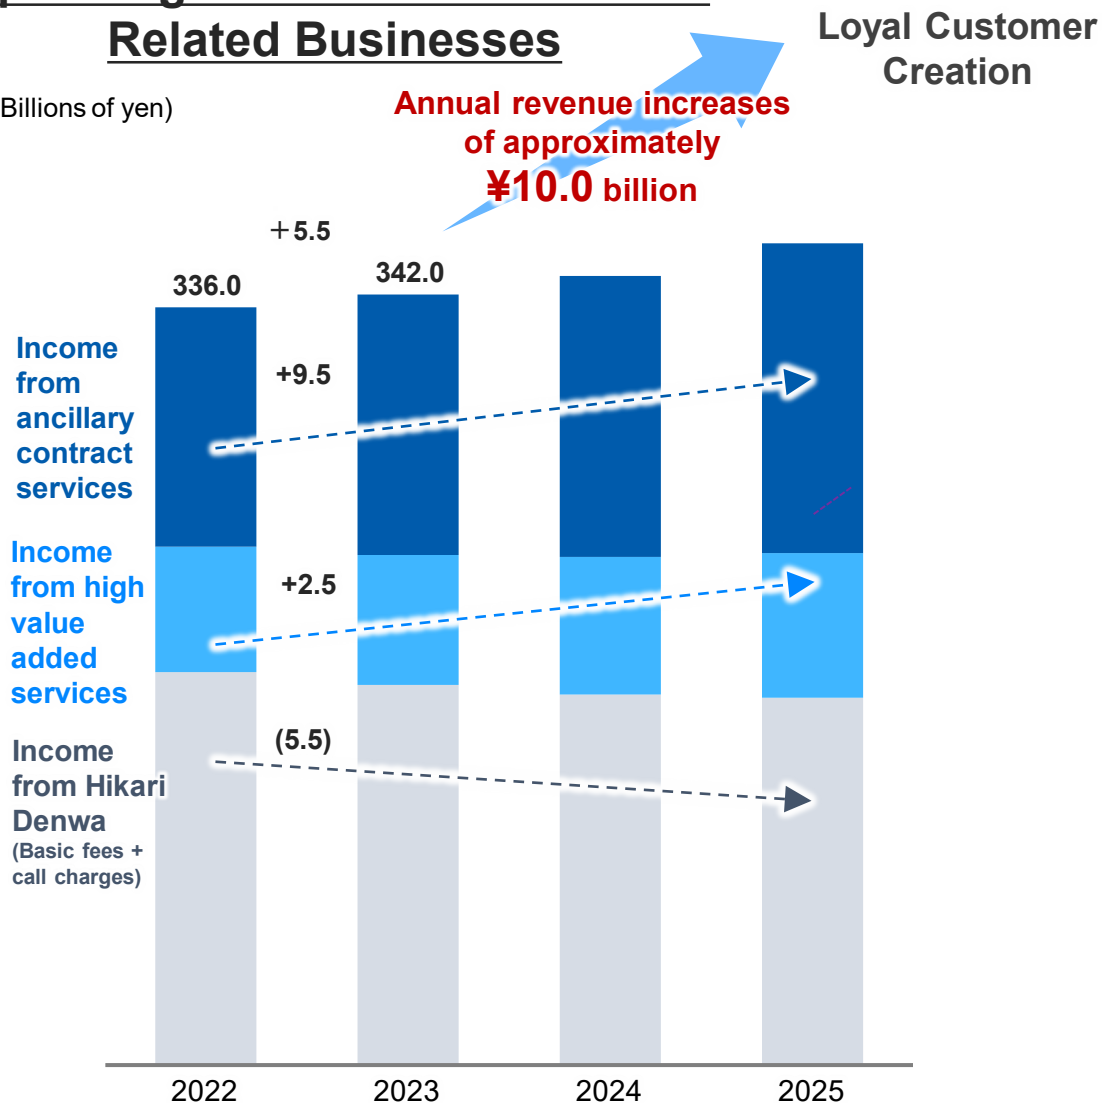 Related Businesses
Loyal Customer
Creation
Billions of yen)
Annual revenue increases
of approximately
¥10.0 billion
+5.5
336.0
342.0
Income
from
ancillary
contract
services
+9.5
Income
from high
value
added
services
+2.5
Income
from Hikari
Denwa
(Basic fees +
call charges)
(5.5)
2022
2023
2024
2025